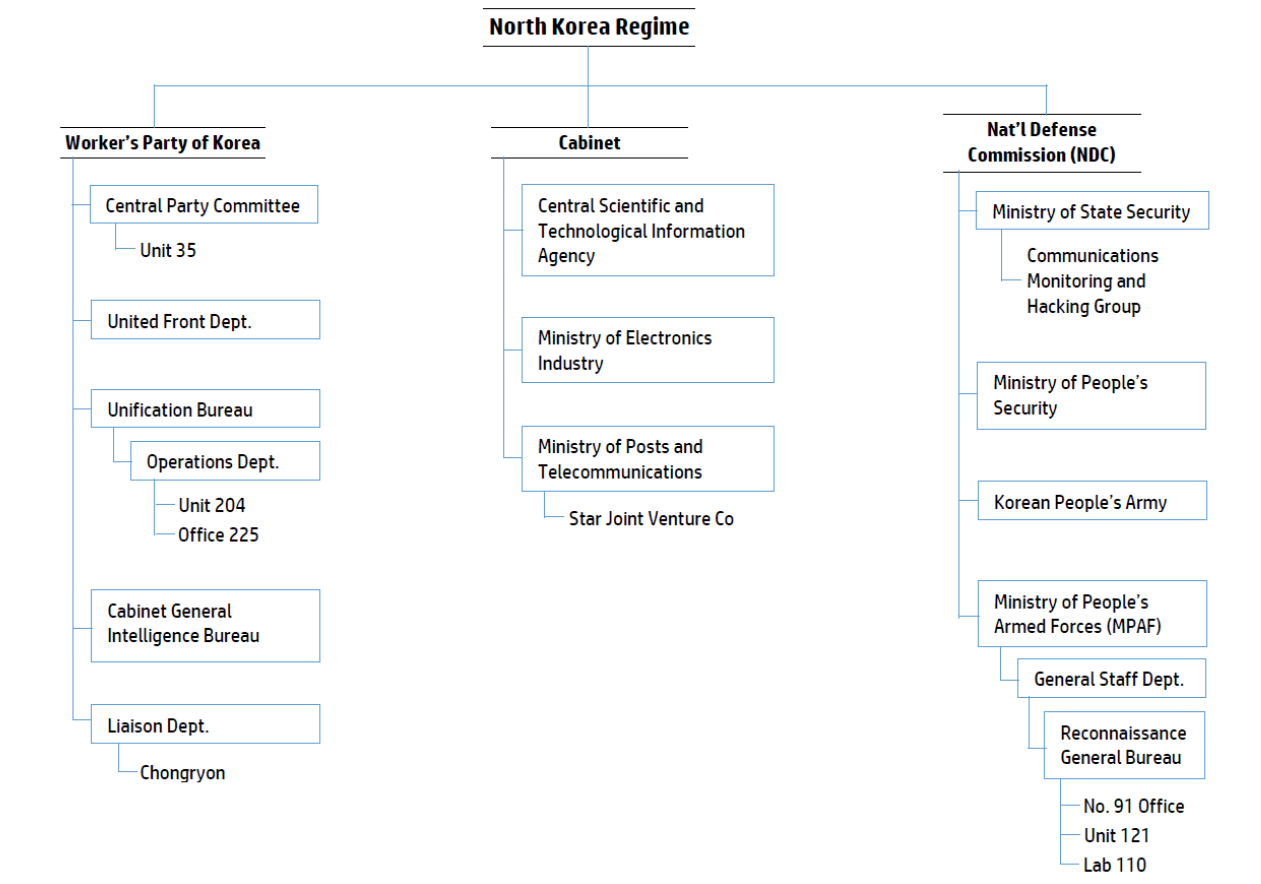 North Korea Regime
Worker's Party of Korea
Central Party Committee
Unit 35
United Front Dept.
Unification Bureau
Operations Dept.
Unit 204
Office 225
Cabinet General
Intelligence Bureau
Liaison Dept.
Chongryon
Cabinet
Central Scientific and
Technological Information
Agency
Ministry of Electronics
Industry
Ministry of Posts and
Telecommunications
Star Joint Venture Co
Nat'l Defense
Commission (NDC)
Ministry of State Security
Communications
Monitoring and
Hacking Group
Ministry of People's
Security
Korean People's Army
Ministry of People's
Armed Forces (MPAF)
General Staff Dept.
Reconnaissance
General Bureau
No. 91 Office
Unit 121
Lab 110